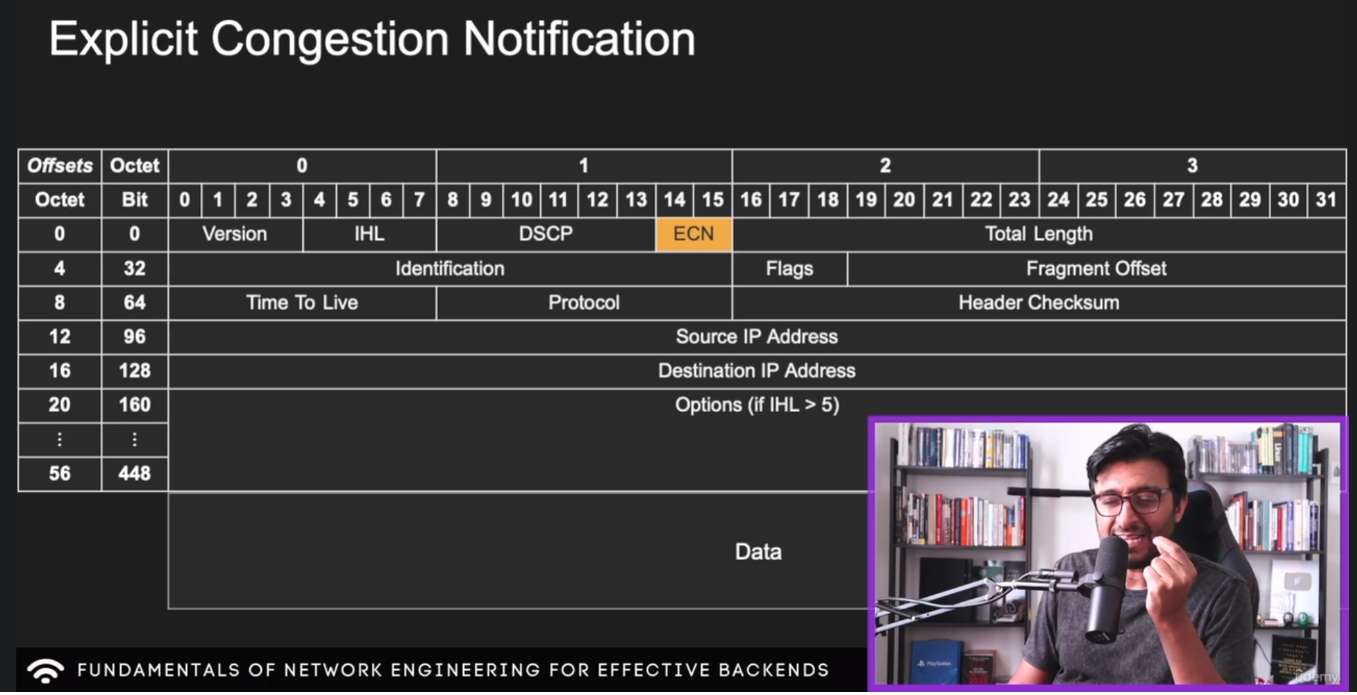 Explicit Congestion Notification
Offsets Octet 0 1 2 3
Octet Bit 0 1 2 3 4 5 6 7 8 9 10 11 12 13 14 15 16 17 18 19 20 21 22 23 24 25 26 27 28 29 30 31
0 0 Version IHL DSCP ECN Total Length
4 32 Identification Flags Fragment Offset
8 64 Time To Live Protocol Header Checksum
12 96 Source IP Address
16 128 Destination IP Address
20 160 Options (if IHL > 5)
⋮ ⋮
56 448
Data
PlayStation
FUNDAMENTALS OF NETWORK ENGINEERING FOR EFFECTIVE BACKENDS
Udemy